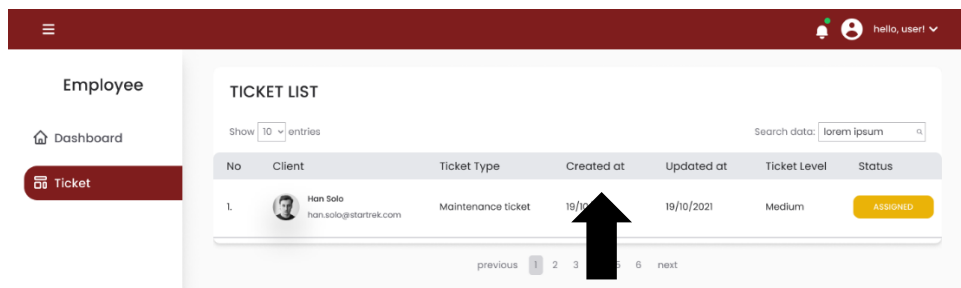 hello, user!
Employee
Dashboard
Ticket
TICKET LIST
Show 10 entries
Search data: lorem ipsum
No Client Ticket Type Created at Updated at Ticket Level Status
1. Han Solo han.solo@startrek.com Maintenance ticket 19/10/2021 Medium ASSIGNED
previous 1 2 3 5 6 next